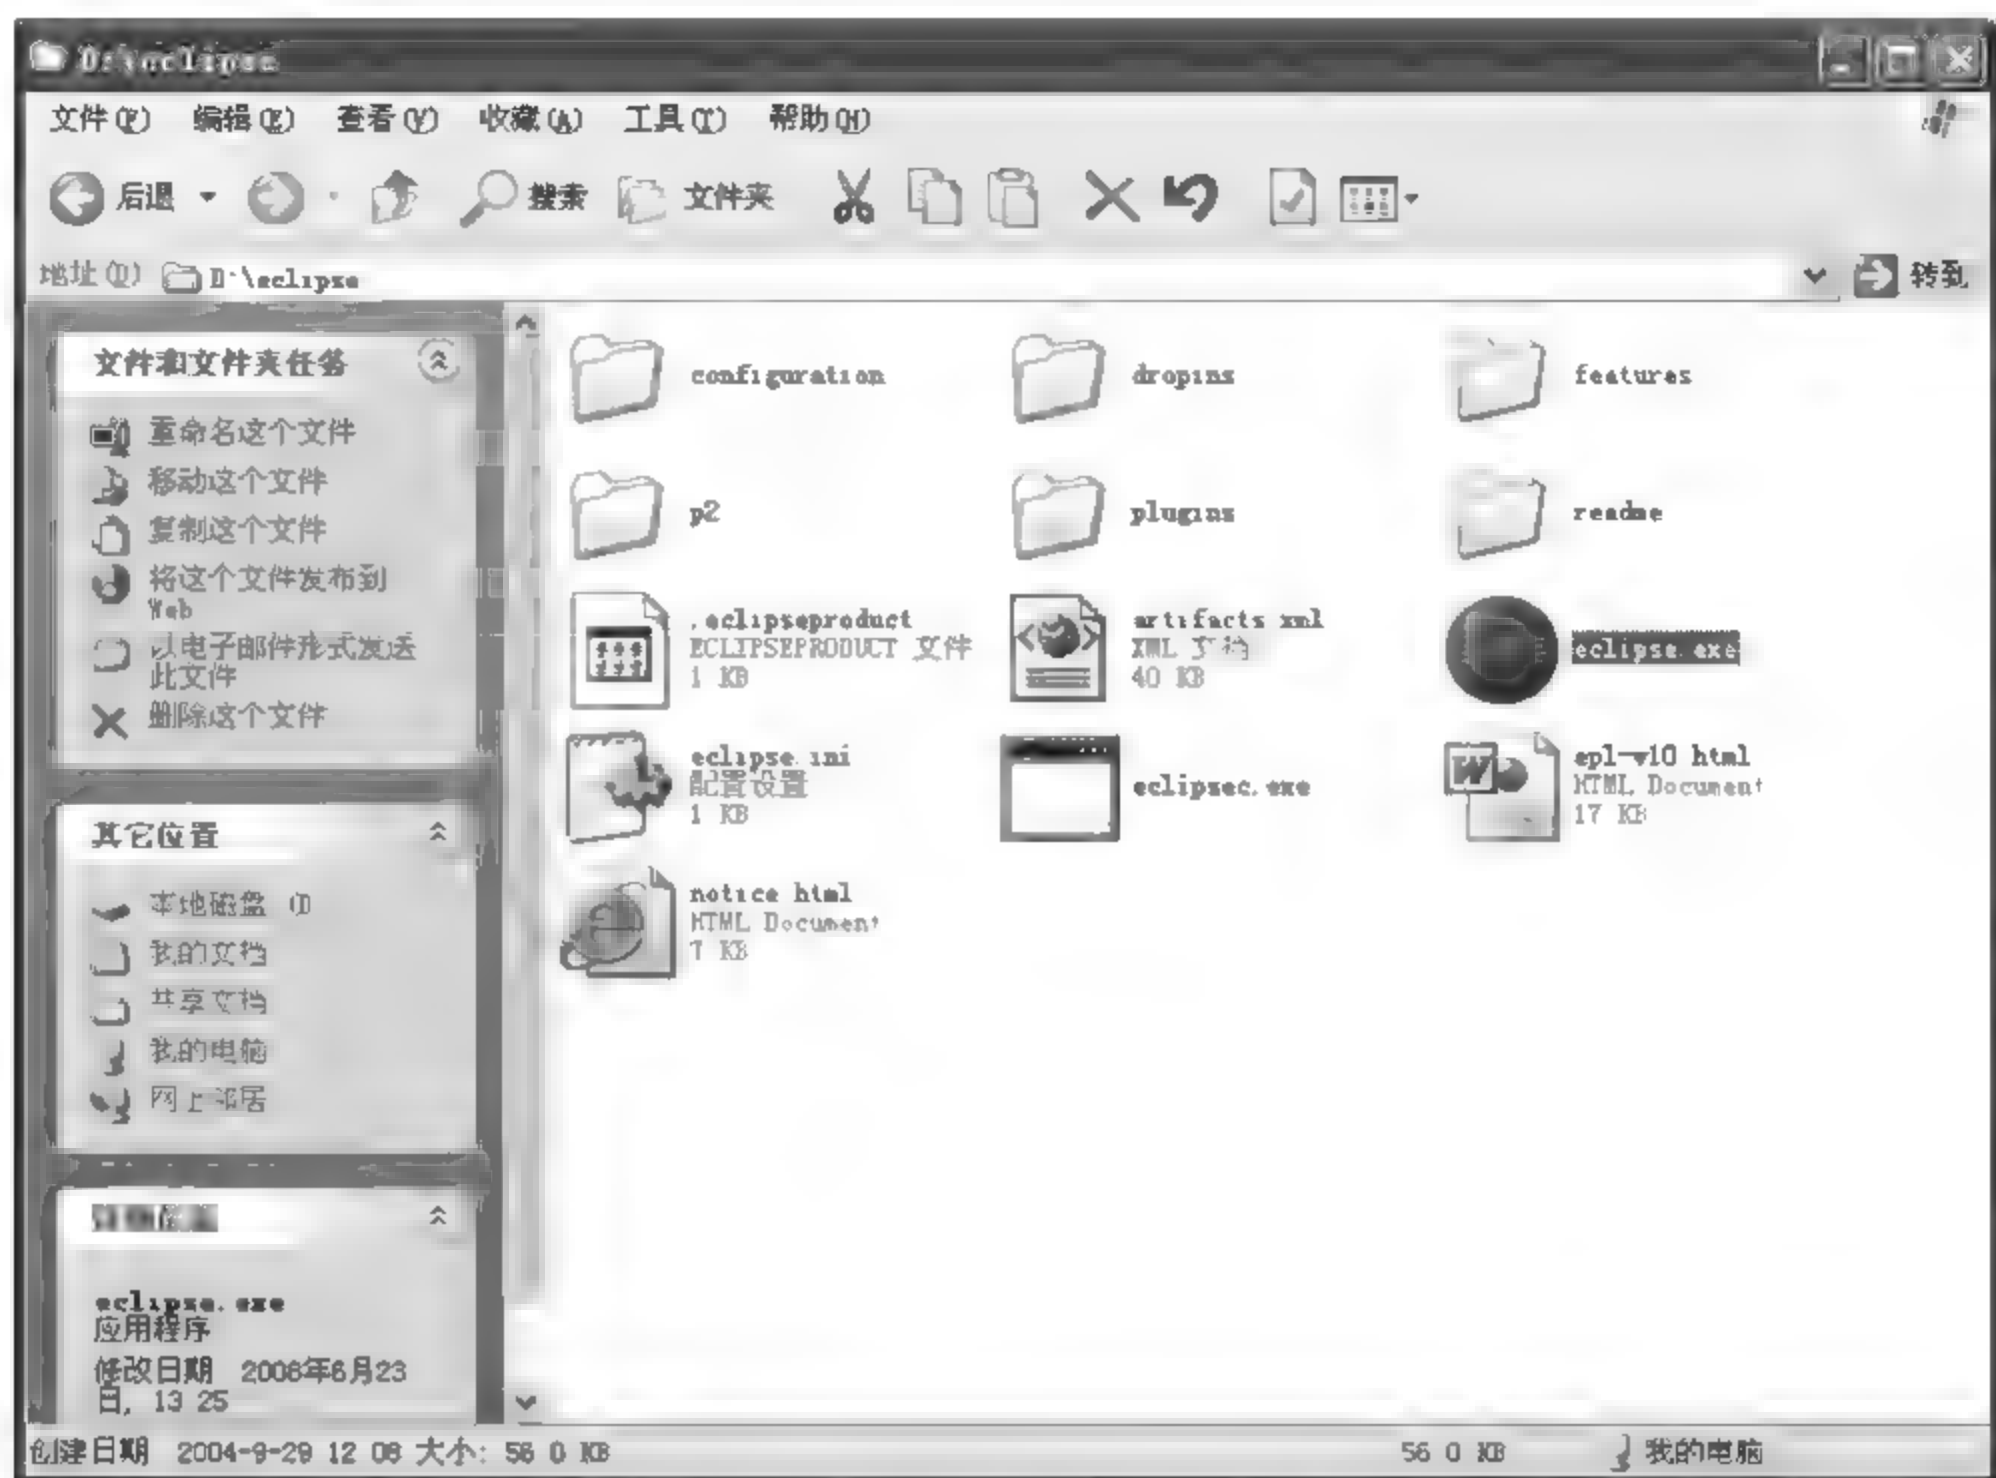 D:\eclipse
文件(F) 编辑(E) 查看(V) 收藏(A) 工具(T) 帮助(H)
后退 搜索 文件夹
地址(D) D:\eclipse 转到
文件和文件夹任务
重命名这个文件
移动这个文件
复制这个文件
将这个文件发布到
Web
以电子邮件形式发送
此文件
删除这个文件
其它位置
本地磁盘 (D
我的文档
共享文档
我的电脑
网上邻居
eclipse.exe
应用程序
修改日期 2008年6月23
日, 13 25
configuration
dropins
features
p2
plugins
readme
.eclipseproduct
ECLIPSEPRODUCT 文件
1 KB
artifacts xml
XML 文档
40 KB
eclipse.exe
eclipse.ini
配置设置
1 KB
eclipsec.exe
epl-v10 html
HTML Document
17 KB
notice html
HTML Document
7 KB
创建日期 2004-9-29 12 08 大小: 56 0 KB
56 0 KB
我的电脑